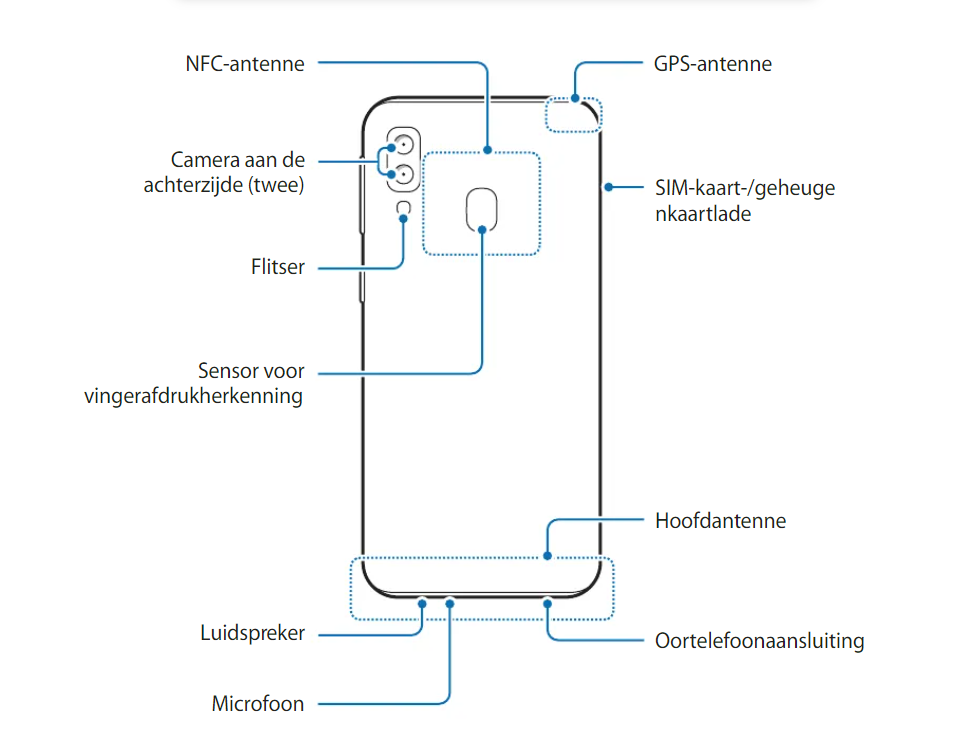 NFC-antenne
GPS-antenne
Camera aan de
achterzijde (twee)
SIM-kaart-/geheuge
nkaartlade
Flitser
Sensor voor
vingerafdrukherkenning
Hoofdantenne
Luidspreker
Oortelefoonaansluiting
Microfoon